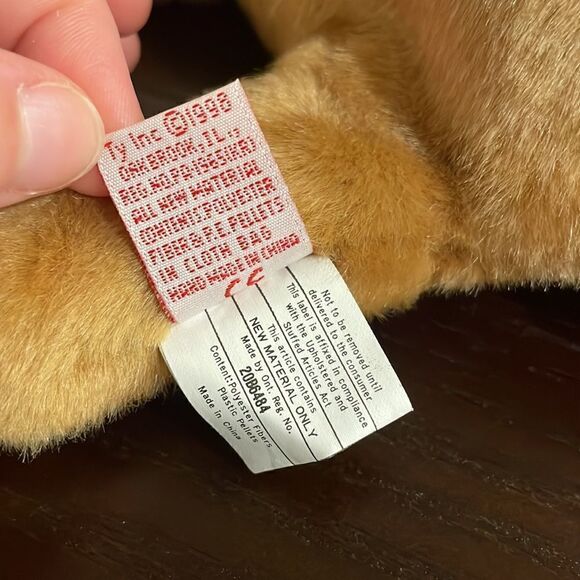 Ty Inc ©1998
OAKBROOK, IL,
REG.NO PA-1965(KR)
ALL NEW MATERIAL
CONTENTS:POLYESTER
FIBER & P.E. PELLETS
IN CLOTH BAG
HAND MADE IN CHINA
CE
Not to be removed until
delivered to the consumer
This label is affixed in compliance
with the Upholstered and
Stuffed Articles Act
This article contains
NEW MATERIAL ONLY
Made by Ont. Reg. No.
20B6484
Content:Polyester Fibers
Plastic Pellets
Made in China